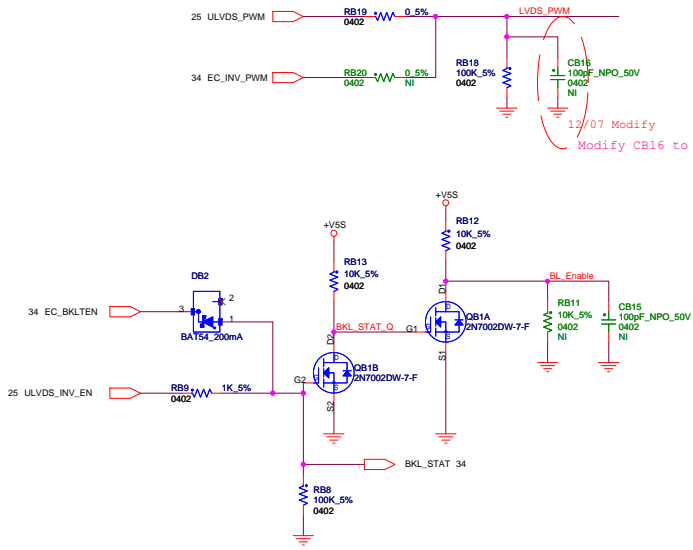 25 ULVDS_PWM
RB19
0402
0_5%
LVDS_PWM
34 EC_INV_PWM
RB20
0402
0_5%
NI
RB18
100K_5%
0402
CB16
100pF_NPO_50V
0402
NI
12/07 Modify
Modify CB16 to
+V5S
RB12
10K_5%
0402
+V5S
RB13
10K_5%
0402
DB2
2
3
1
BAT54_200mA
34 EC_BKLTEN
BL_Enable
D1
G1
S1
QB1A
2N7002DW-7-F
RB11
10K_5%
0402
NI
CB15
100pF_NPO_50V
0402
NI
BKL_STAT_Q
D2
G2
S2
QB1B
2N7002DW-7-F
25 ULVDS_INV_EN
RB9
0402
1K_5%
BKL_STAT 34
RB8
100K_5%
0402